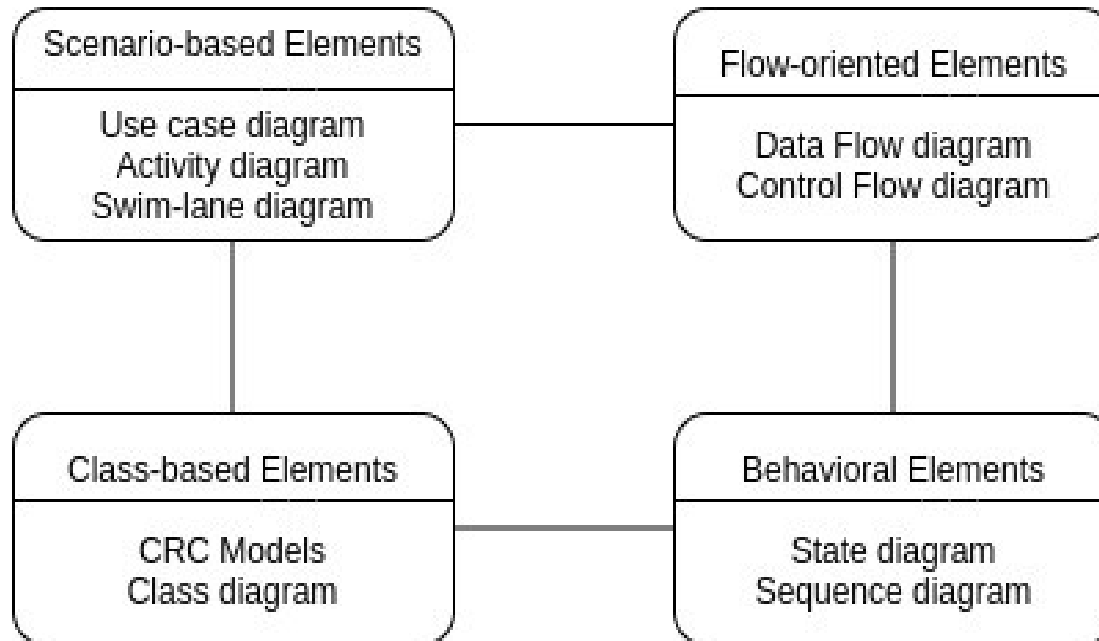 Scenario-based Elements
Use case diagram
Activity diagram
Swim-lane diagram
Flow-oriented Elements
Data Flow diagram
Control Flow diagram
Class-based Elements
CRC Models
Class diagram
Behavioral Elements
State diagram
Sequence diagram